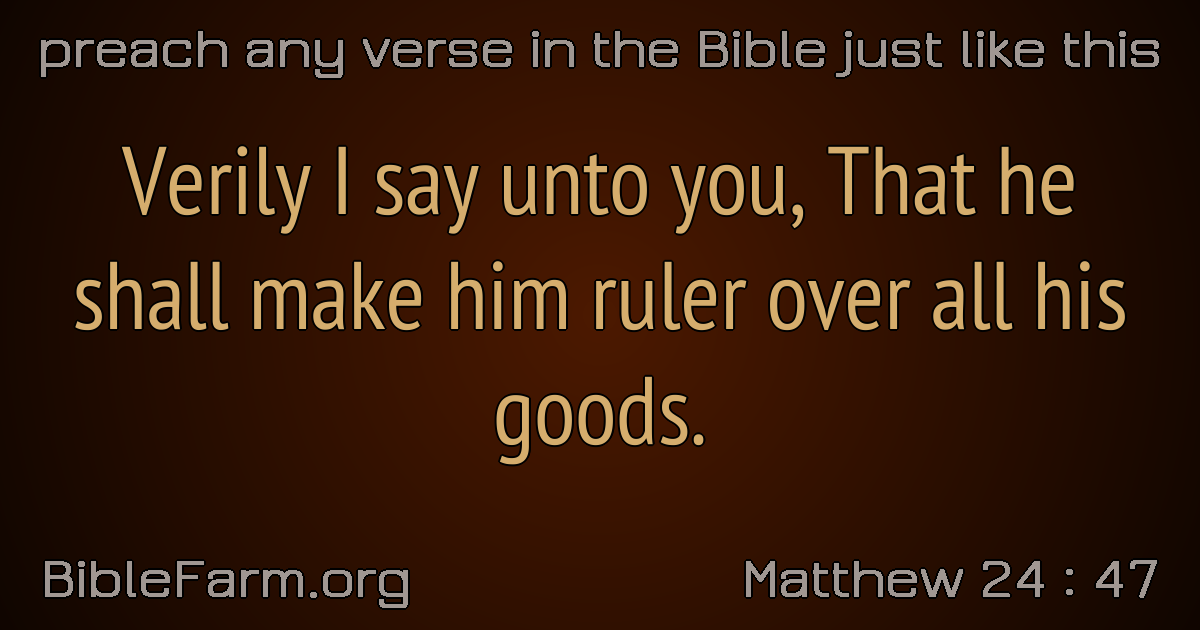 preach any verse in the Bible just like this
Verily I say unto you, That he
shall make him ruler over all his
goods.
BibleFarm.org
Matthew 24 : 47